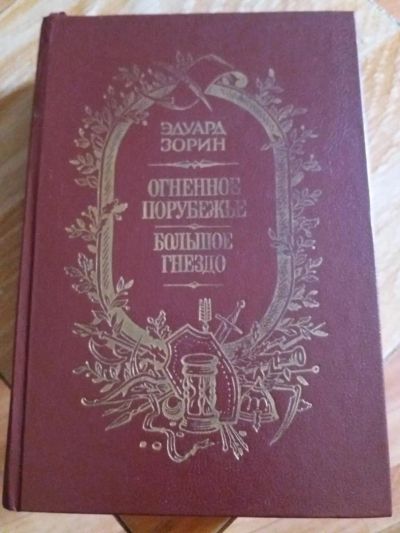 ЭДУАРД
ЗОРИН
ОГНЕННОЕ
ПОРУБЕЖЬЕ
БОЛЬШОЕ
ГНЕЗДО